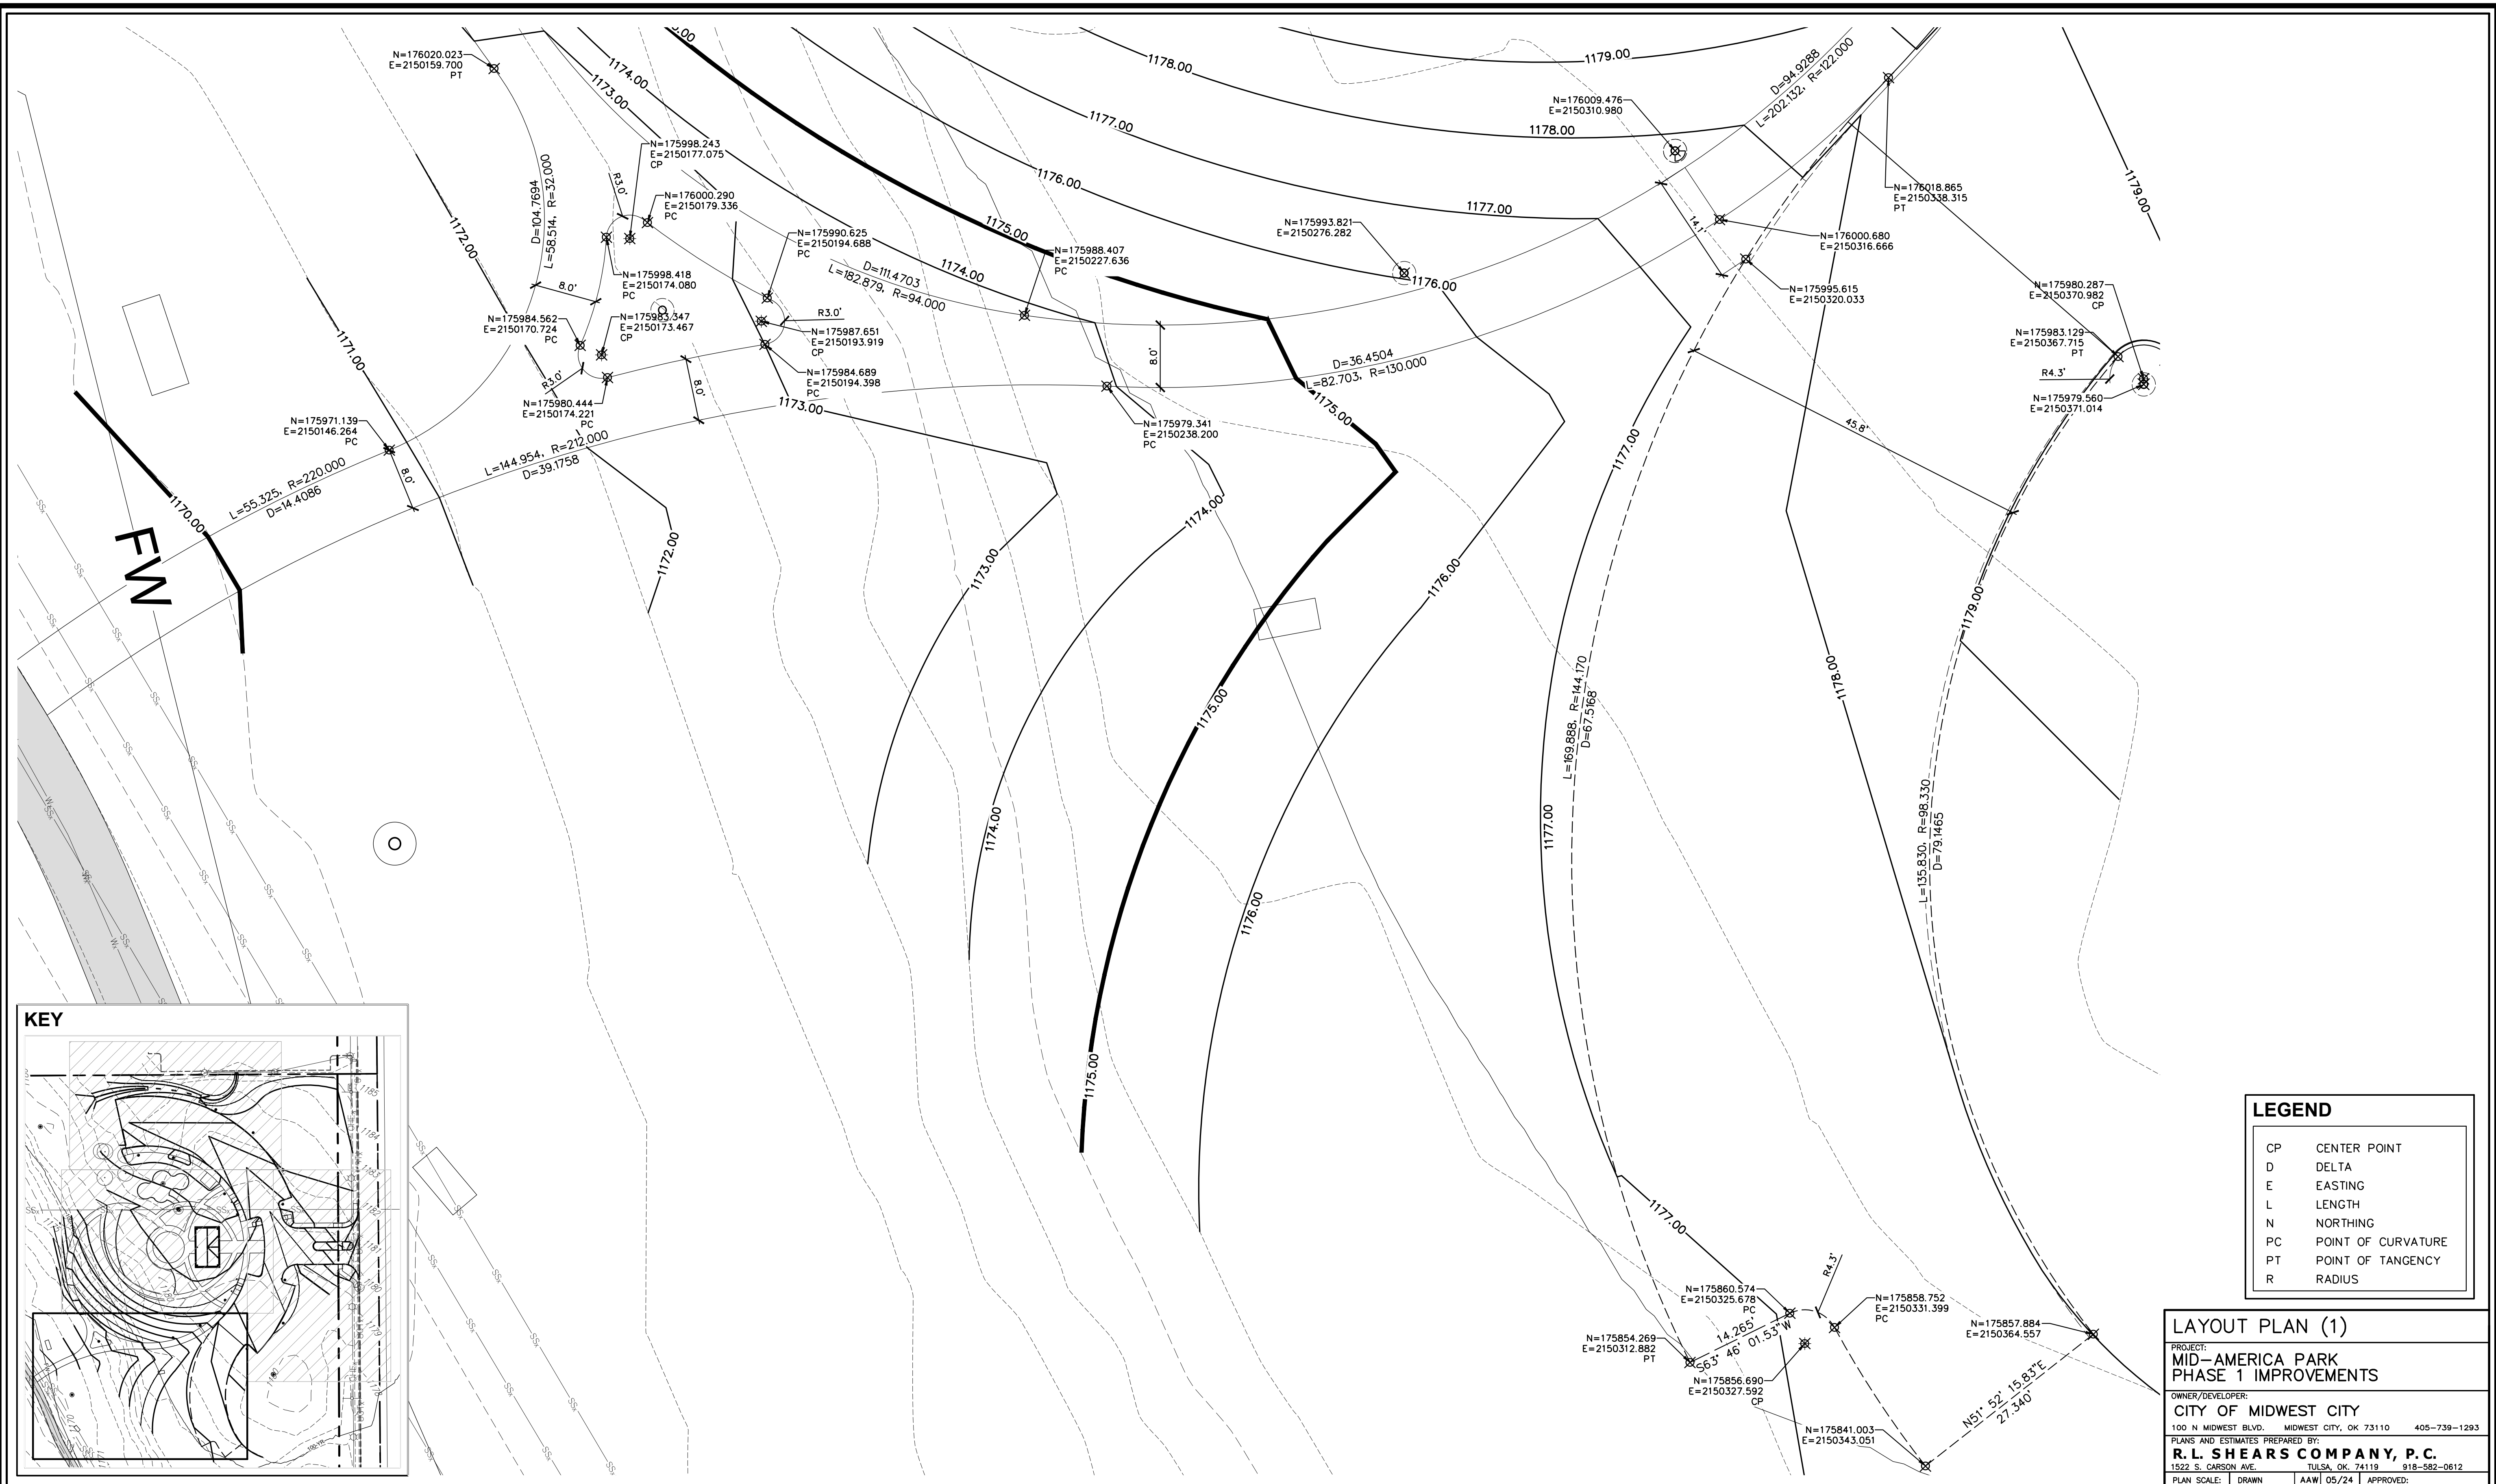 N=176020.023
E=2150159.700
PT
1174.00
1173.00
5.00
1178.00
1179.00
D=94.9288
L=202.132, R=122.000
N=176009.476
E=2150310.980
1177.00
1178.00
N=175998.243
E=2150177.075
CP
D=104.7694
L=58.514, R=32.000
R3.0'
N=176000.290
E=2150179.336
PC
1176.00
1177.00
N=176018.865
E=2150338.315
PT
1179.00
1172.00
N=175990.625
E=2150194.688
PC
1175.00
N=175993.821
E=2150276.282
14.1'
N=176000.680
E=2150316.666
N=175988.407
E=2150227.636
PC
N=175998.418
E=2150174.080
PC
8.0'
D=111.4703
L=182.879, R=94.000
1174.00
1176.00
N=175995.615
E=2150320.033
N=175980.287
E=2150370.982
CP
N=175984.562
E=2150170.724
PC
N=175983.347
E=2150173.467
CP
R3.0'
N=175987.651
E=2150193.919
CP
N=175983.129
E=2150367.715
PT
1171.00
8.0'
D=36.4504
L=82.703, R=130.000
R4.3'
R3.0'
N=175984.689
E=2150194.398
PC
8.0'
N=175979.560
E=2150371.014
N=175980.444
E=2150174.221
PC
1173.00
1175.00
N=175971.139
E=2150146.264
PC
N=175979.341
E=2150238.200
PC
45.8'
L=144.954, R=212.000
D=39.1758
8.0'
L=55.325, R=220.000
D=14.4086
1177.00
1170.00
FW
1172.00
1173.00
1174.00
1176.00
1179.00
L=169.888, R=144.170
D=67.5168
1178.00
1175.00
L=135.830, R=98.330
D=79.1465
1174.00
1177.00
1176.00
1175.00
1177.00
KEY
1185
1184
1183
1182
1181
1180
1179
1178
LEGEND
CP CENTER POINT
D DELTA
E EASTING
L LENGTH
N NORTHING
PC POINT OF CURVATURE
PT POINT OF TANGENCY
R RADIUS
N=175860.574
E=2150325.678
PC
R4.3'
N=175858.752
E=2150331.399
PC
N=175854.269
E=2150312.882
PT
14.265'
S63° 46' 01.53"W
N=175857.884
E=2150364.557
N=175856.690
E=2150327.592
CP
N51° 52' 15.83"E
27.340'
N=175841.003
E=2150343.051
LAYOUT PLAN (1)
PROJECT:
MID-AMERICA PARK
PHASE 1 IMPROVEMENTS
OWNER/DEVELOPER:
CITY OF MIDWEST CITY
100 N MIDWEST BLVD. MIDWEST CITY, OK 73110 405-739-1293
PLANS AND ESTIMATES PREPARED BY:
R.L. SHEARS COMPANY, P.C.
1522 S. CARSON AVE. TULSA, OK. 74119 918-582-0612
PLAN SCALE: DRAWN AAW 05/24 APPROVED: